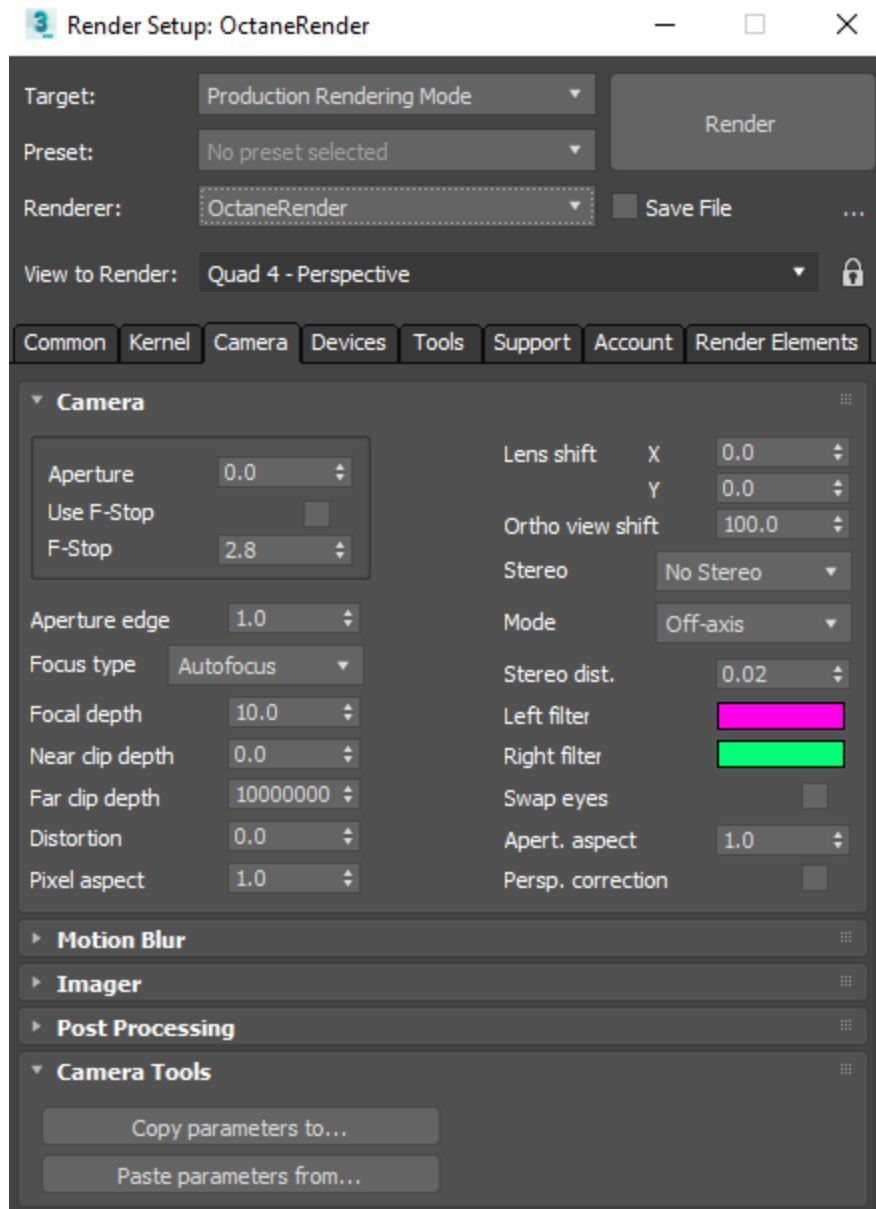 3 Render Setup: OctaneRender
Target: Production Rendering Mode
Render
Preset: No preset selected
Renderer: OctaneRender Save File ...
View to Render: Quad 4 - Perspective
Common Kernel Camera Devices Tools Support Account Render Elements
Camera
Aperture 0.0
Use F-Stop
F-Stop 2.8
Aperture edge 1.0
Focus type Autofocus
Focal depth 10.0
Near clip depth 0.0
Far clip depth 10000000
Distortion 0.0
Pixel aspect 1.0
Lens shift X 0.0
Y 0.0
Ortho view shift 100.0
Stereo No Stereo
Mode Off-axis
Stereo dist. 0.02
Left filter
Right filter
Swap eyes
Apert. aspect 1.0
Persp. correction
Motion Blur
Imager
Post Processing
Camera Tools
Copy parameters to...
Paste parameters from...